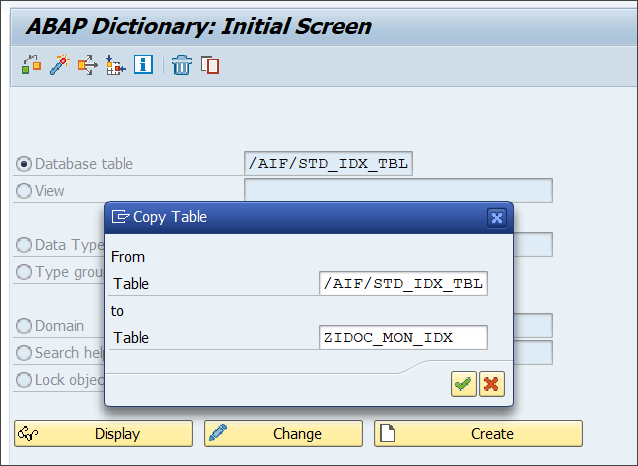 ABAP Dictionary: Initial Screen
Database table /AIF/STD_IDX_TBL
View
Copy Table
Data Type
From
Type grou
Table /AIF/STD_IDX_TBL
to
Domain
Table ZIDOC_MON_IDX
Search help
Lock objec
Display Change Create